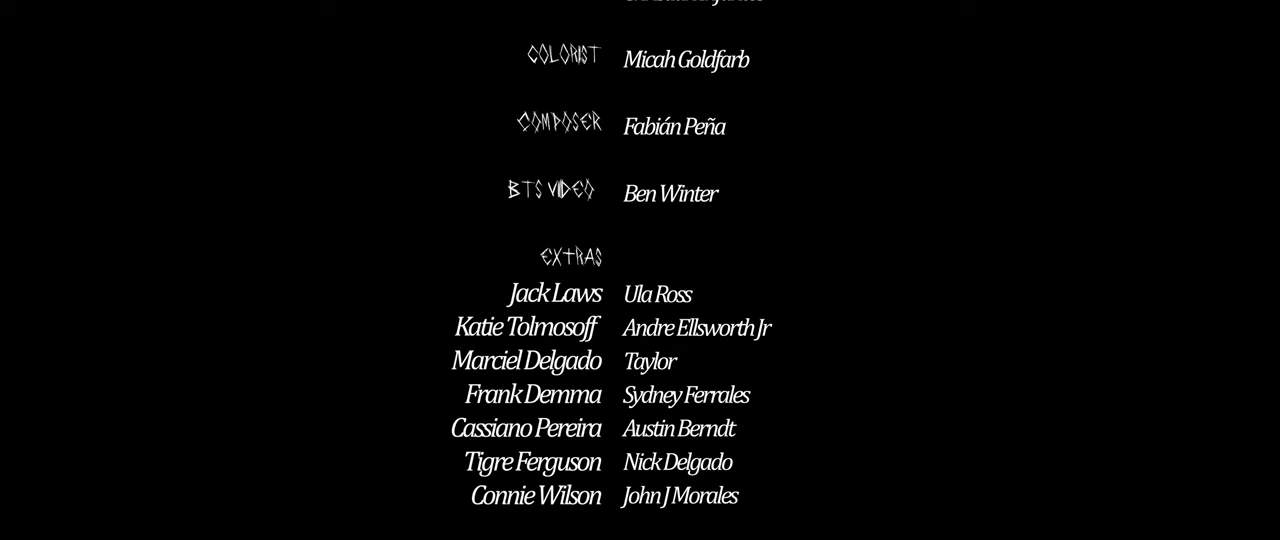 COLORIST Micah Goldfarb
COMPOSER Fabián Peña
BTS VIDEO Ben Winter
EXTRAS
Jack Laws Ula Ross
Katie Tolmosoff Andre Ellsworth Jr
Marciel Delgado Taylor
Frank Demma Sydney Ferrales
Cassiano Pereira Austin Berndt
Tigre Ferguson Nick Delgado
Connie Wilson John J Morales